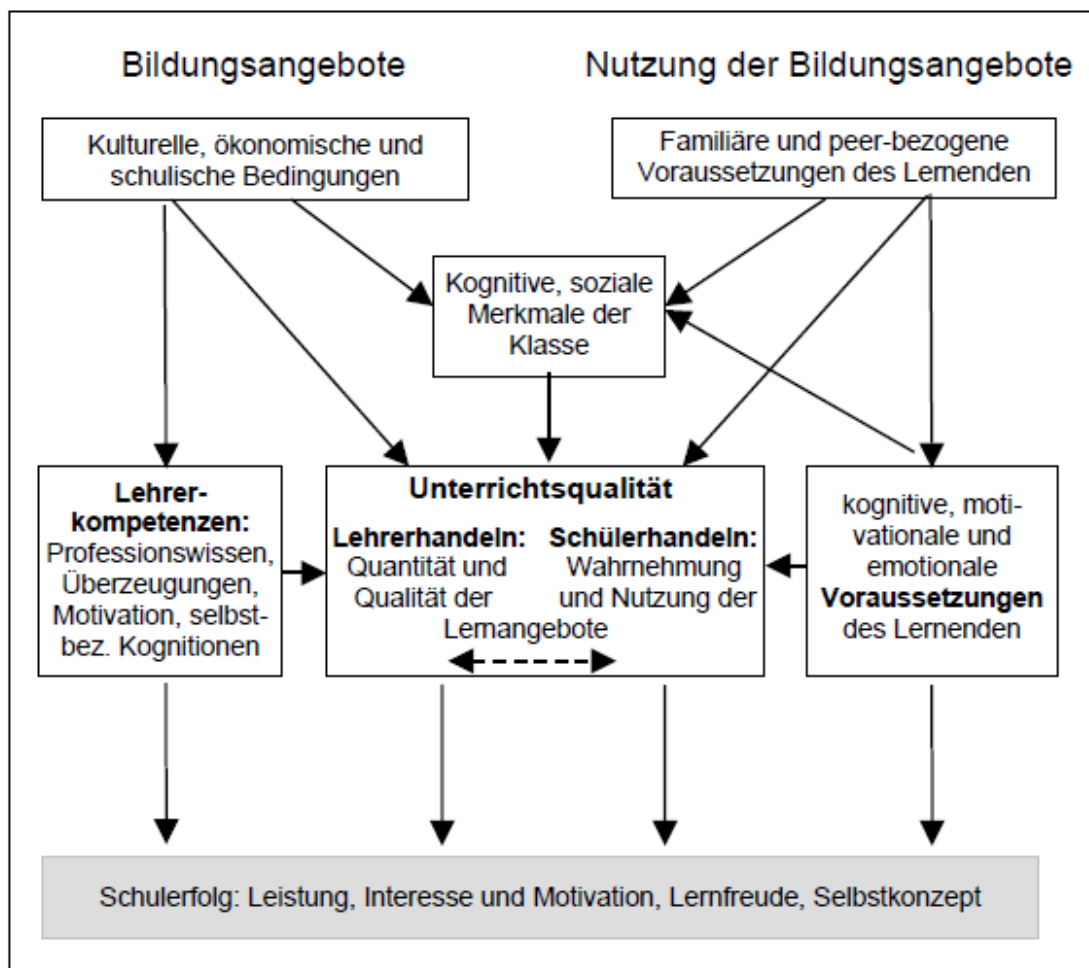 Bildungsangebote
Nutzung der Bildungsangebote
Kulturelle, ökonomische und
schulische Bedingungen
Familiäre und peer-bezogene
Voraussetzungen des Lernenden
Kognitive, soziale
Merkmale der
Klasse
Lehrer-
kompetenzen:
Professionswissen,
Überzeugungen,
Motivation, selbst-
bez. Kognitionen
Unterrichtsqualität
Lehrerhandeln:
Quantität und
Qualität der
Schülerhandeln:
Wahrnehmung
und Nutzung der
Lernangebote
kognitive, moti-
vationale und
emotionale
Voraussetzungen
des Lernenden
Schulerfolg: Leistung, Interesse und Motivation, Lernfreude, Selbstkonzept